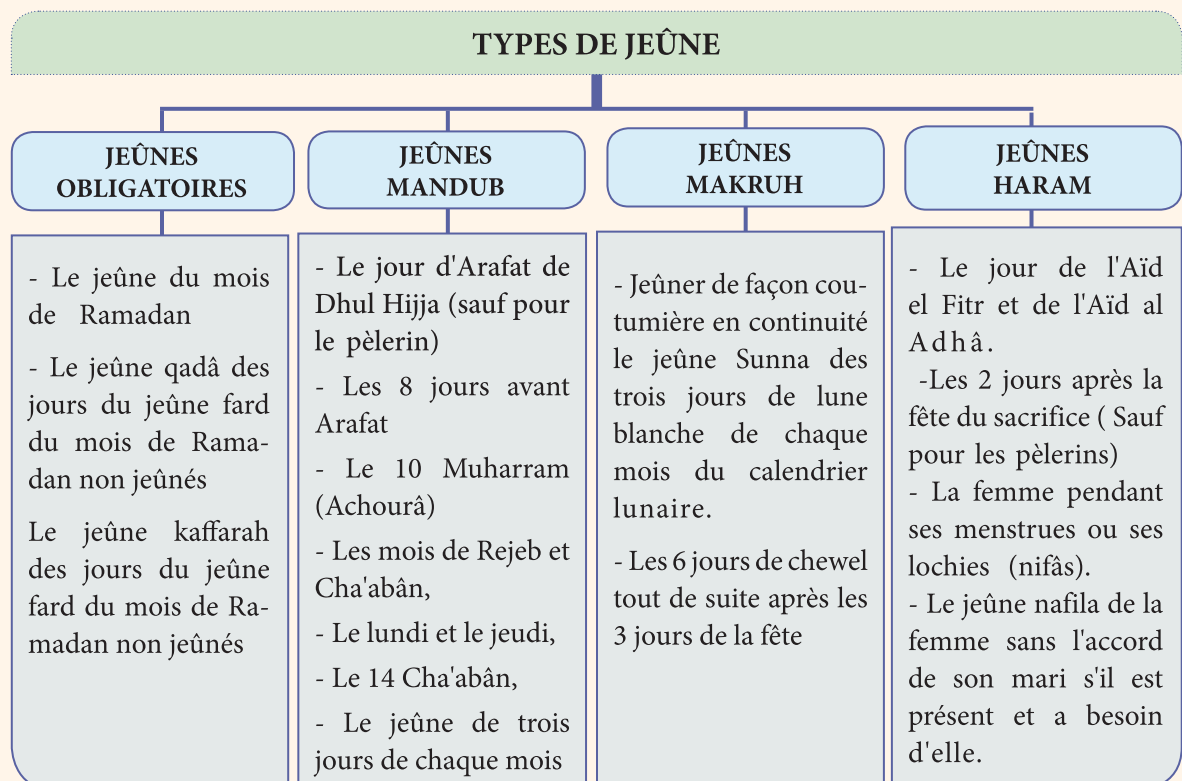 TYPES DE JEÛNE
JEÛNES
OBLIGATOIRES
- Le jeûne du mois
de Ramadan
- Le jeûne qadâ des
jours du jeûne fard
du mois de Rama-
dan non jeûnés
Le jeûne kaffarah
des jours du jeûne
fard du mois de Ra-
madan non jeûnés
JEÛNES
MANDUB
- Le jour d'Arafat de
Dhul Hijja (sauf pour
le pèlerin)
- Les 8 jours avant
Arafat
- Le 10 Muharram
(Achourâ)
- Les mois de Rejeb et
Cha'abân,
- Le lundi et le jeudi,
- Le 14 Cha'abân,
- Le jeûne de trois
jours de chaque mois
JEÛNES
MAKRUH
- Jeûner de façon cou-
tumière en continuité
le jeûne Sunna des
trois jours de lune
blanche de chaque
mois du calendrier
lunaire.
- Les 6 jours de chewel
tout de suite après les
3 jours de la fête
JEÛNES
HARAM
- Le jour de l'Aïd
el Fitr et de l'Aïd al
Adhâ.
-Les 2 jours après la
fête du sacrifice ( Sauf
pour les pèlerins)
- La femme pendant
ses menstrues ou ses
lochies (nifâs).
- Le jeûne nafila de la
femme sans l'accord
de son mari s'il est
présent et a besoin
d'elle.